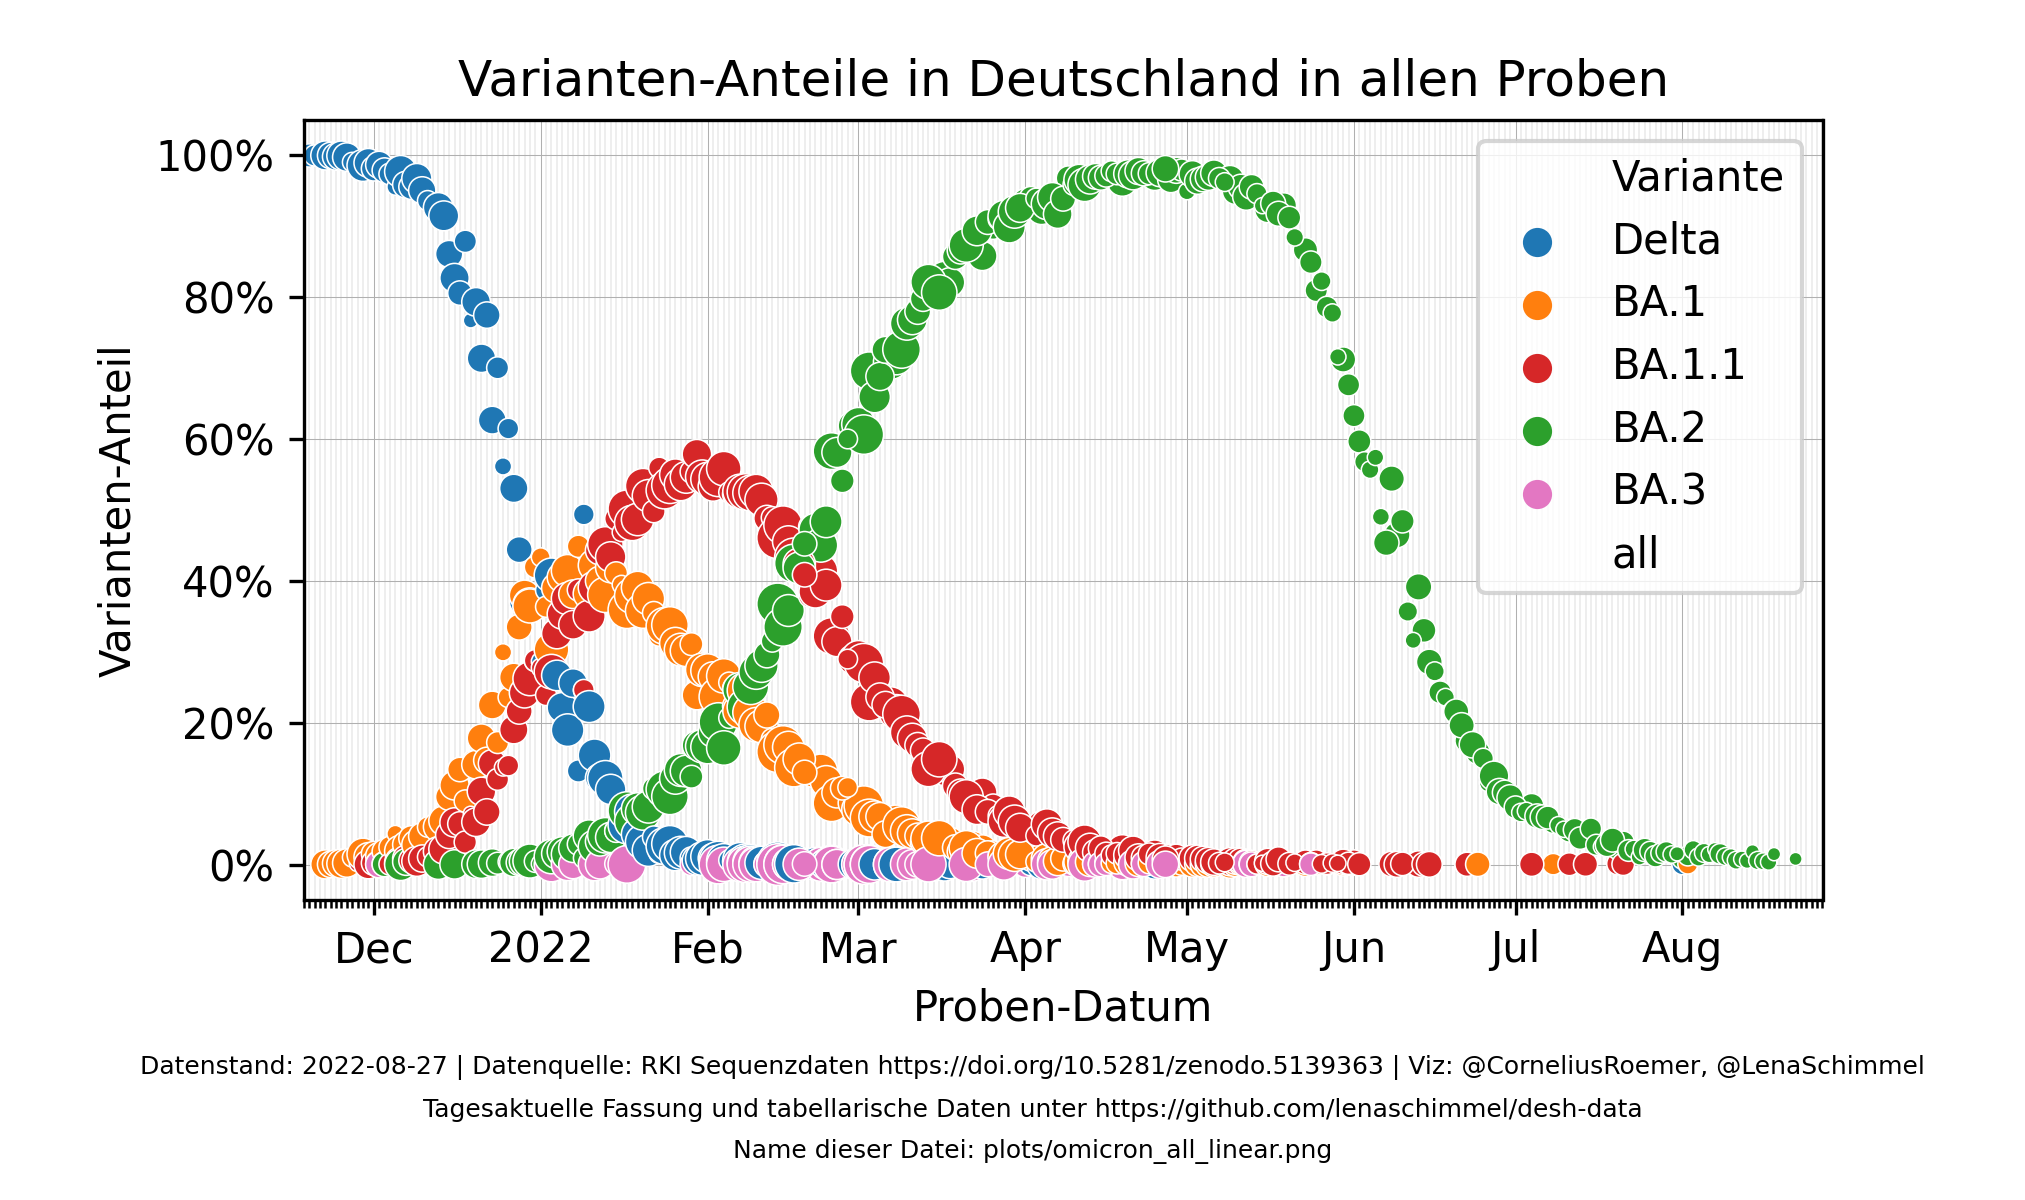 Varianten-Anteile in Deutschland in allen Proben
Varianten-Anteil
100%
80%
60%
40%
20%
0%
Variante
Delta
BA.1
BA.1.1
BA.2
BA.3
all
Dec 2022 Feb Mar Apr May Jun Jul Aug
Proben-Datum
Datenstand: 2022-08-27 | Datenquelle: RKI Sequenzdaten https://doi.org/10.5281/zenodo.5139363 | Viz: @CorneliusRoemer, @LenaSchimmel
Tagesaktuelle Fassung und tabellarische Daten unter https://github.com/lenaschimmel/desh-data
Name dieser Datei: plots/omicron_all_linear.png